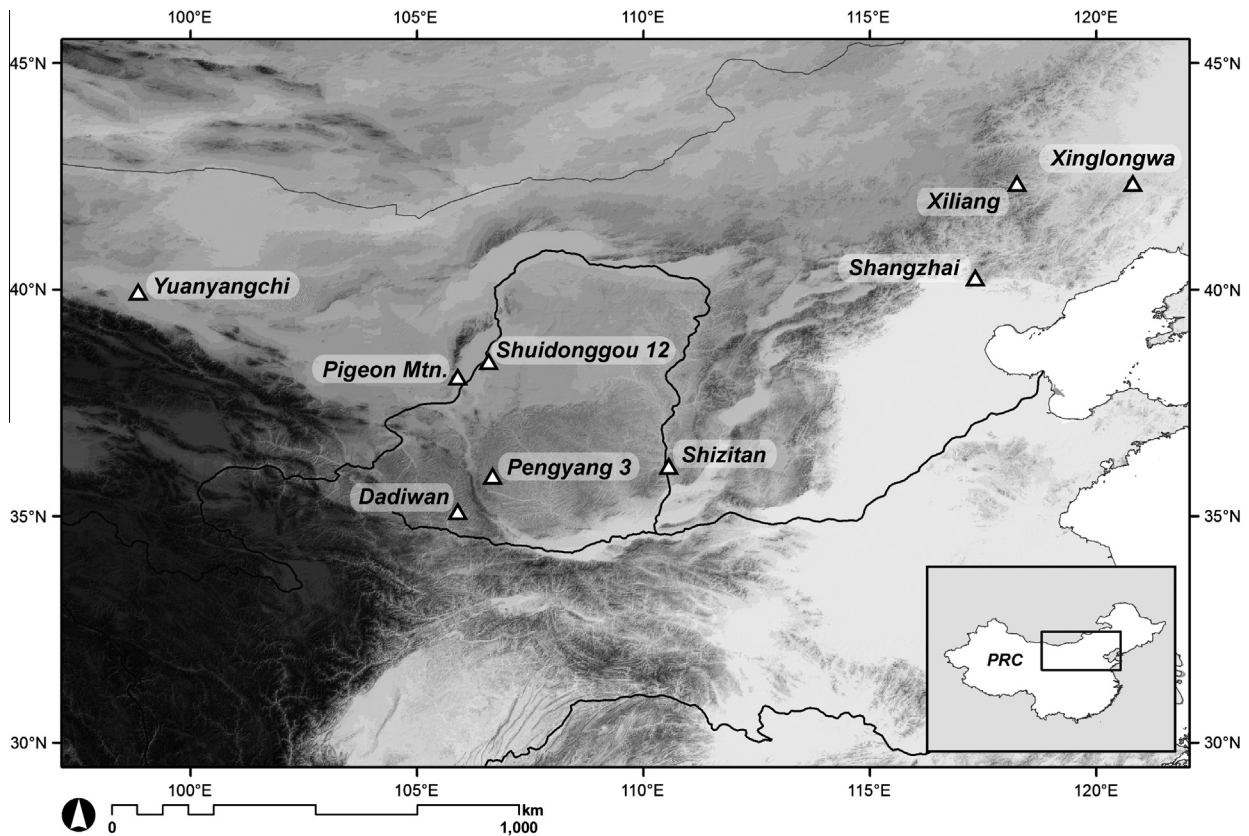 100°E 105°E 110°E 115°E 120°E
45°N 45°N
Xinglongwa
Xiliang
Shangzhai
40°N Yuanyangchi 40°N
Shuidonggou 12
Pigeon Mtn.
Shizitan
Pengyang 3
Dadiwan
35°N 35°N
PRC
30°N 30°N
100°E 105°E 110°E 115°E 120°E
km
0 1,000